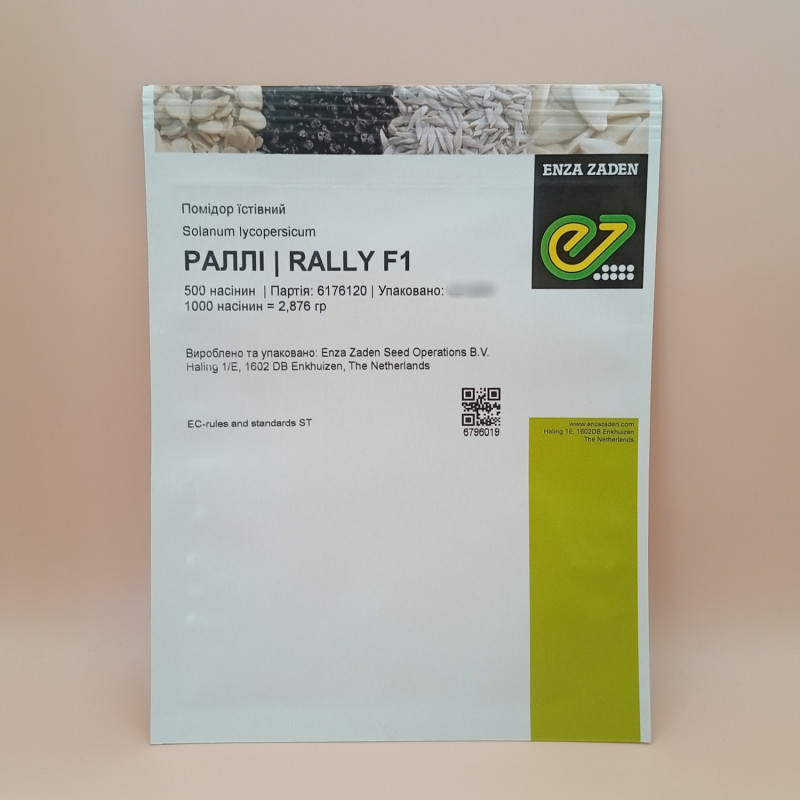 ENZA ZADEN
Помідор їстівний
Solanum lycopersicum
РАЛЛІ | RALLY F1
500 насінин | Партія: 6176120 | Упаковано:
1000 насінин = 2,876 гр
Вироблено та упаковано: Enza Zaden Seed Operations B.V.
Haling 1/E, 1602 DB Enkhuizen, The Netherlands
EC-rules and standards ST
6796019
www.enzazaden.com
Haling 1E, 1602DB Enkhuizen
The Netherlands